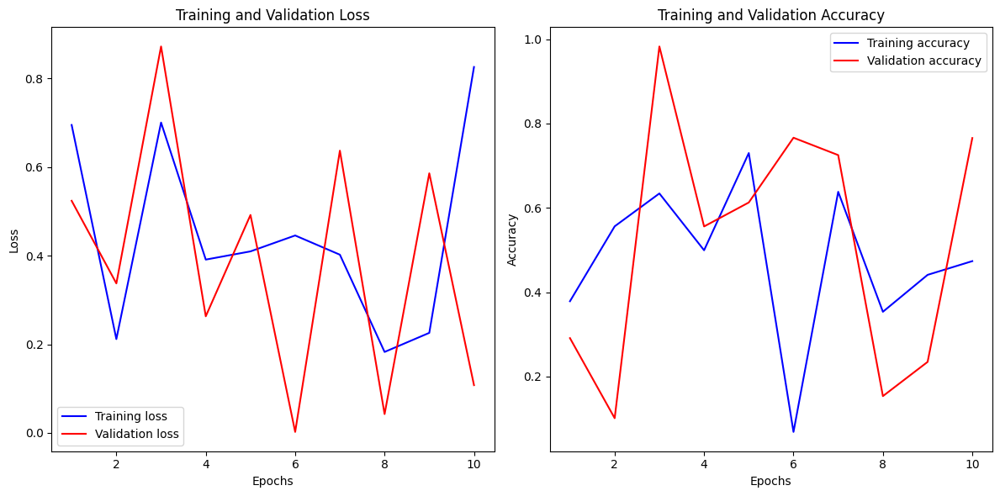 Training and Validation Loss
Loss
0.8
0.6
0.4
0.2
0.0
Training loss
Validation loss
2 4 6 8 10
Epochs
Training and Validation Accuracy
Accuracy
1.0
0.8
0.6
0.4
0.2
Training accuracy
Validation accuracy
2 4 6 8 10
Epochs